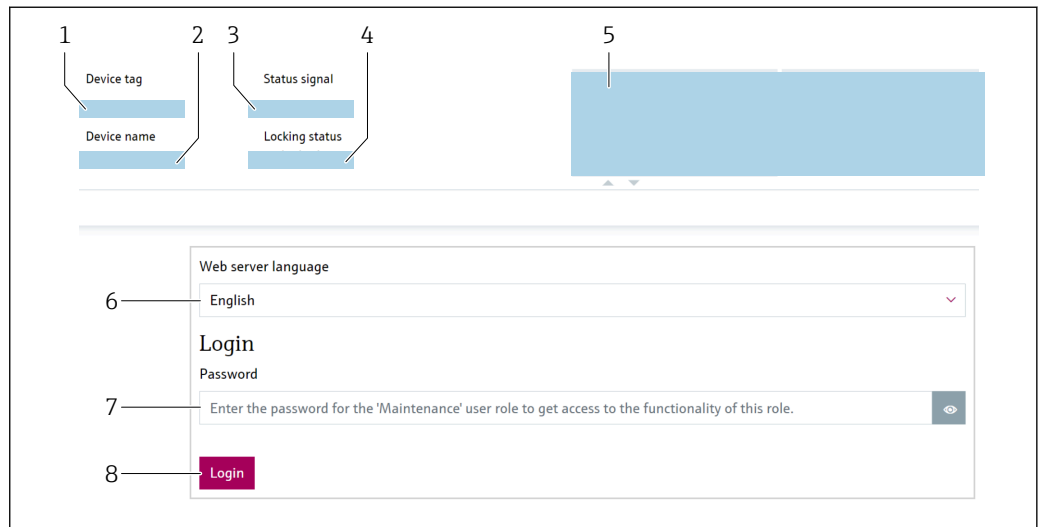 1 2 3 4 5
Device tag Status signal
Device name Locking status
Web server language
6 English
Login
Password
7 Enter the password for the 'Maintenance' user role to get access to the functionality of this role.
8 Login